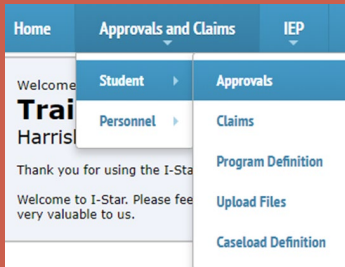 Home Approvals and Claims IEP
Student Approvals
Welcome
Trai
Personnel Claims
Harrisl
Program Definition
Thank you for using the I-Sta
Upload Files
Welcome to I-Star. Please fee
very valuable to us.
Caseload Definition